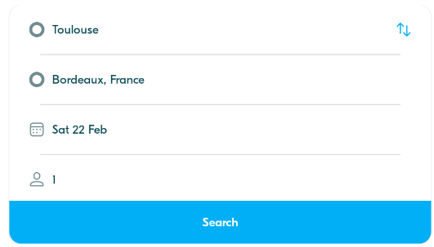 Toulouse
Bordeaux, France
Sat 22 Feb
1
Search